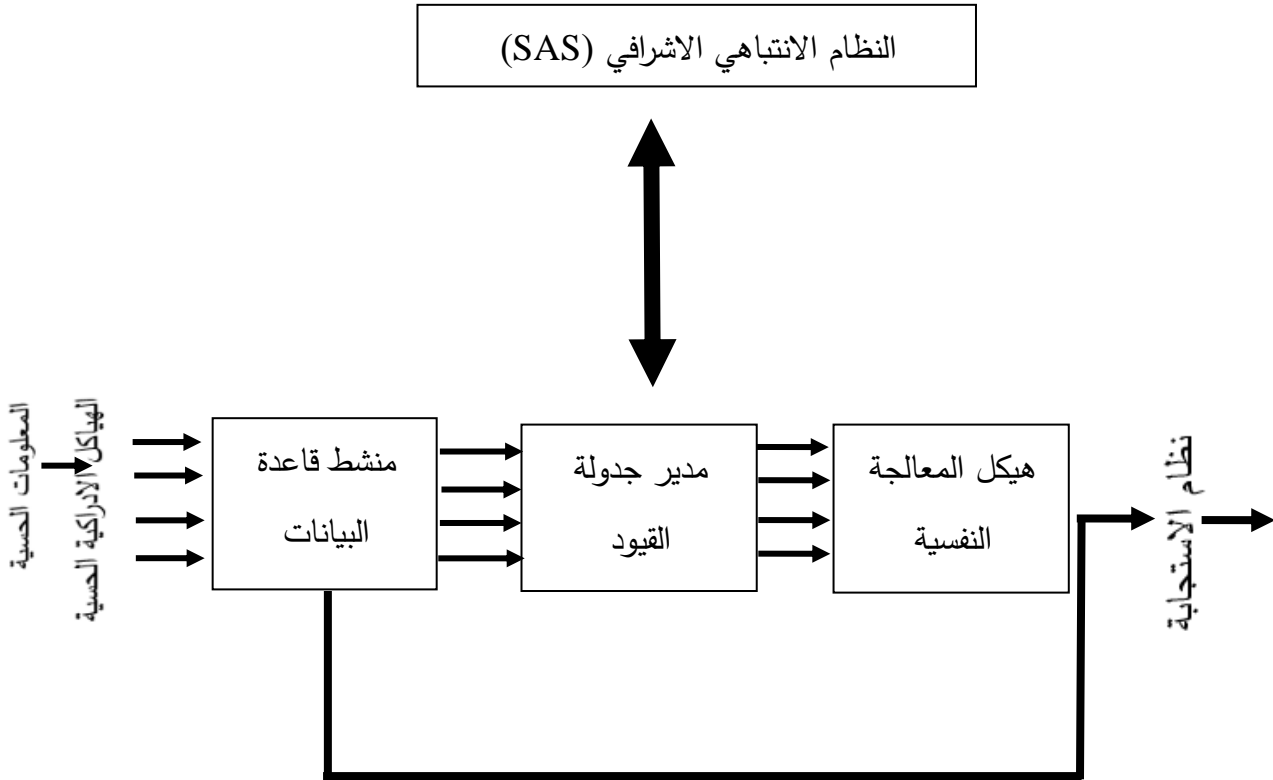 النظام الانتباهي الاشرافي (SAS)
المعلومات الحسية
الهياكل الادراكية الحسية
منشط قاعدة
البيانات
مدير جدولة
القيود
هيكل المعالجة
النفسية
نظام الاستجابة